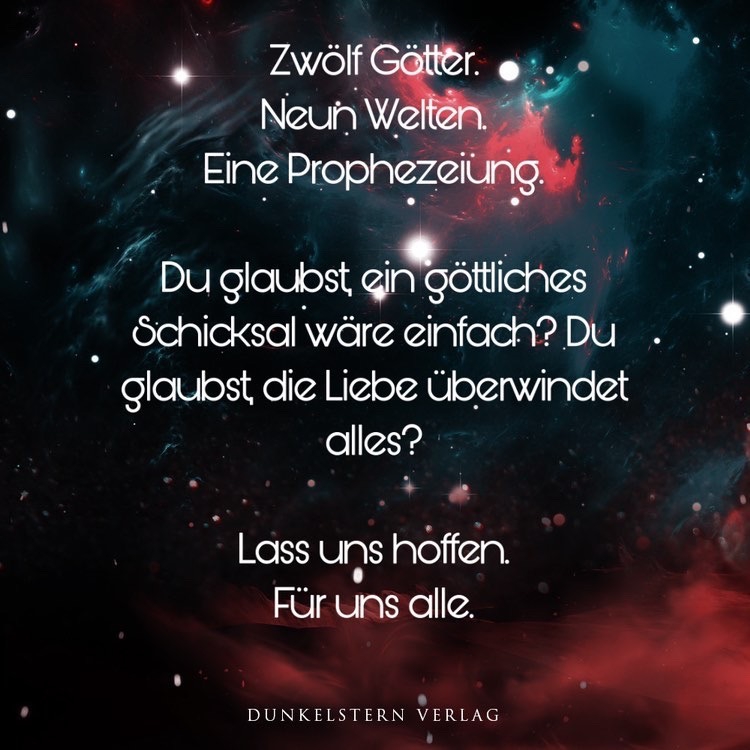 Zwölf Götter.
Neun Welten.
Eine Prophezeiung.
Du glaubst, ein göttliches
Schicksal wäre einfach? Du
glaubst, die Liebe überwindet
alles?
Lass uns hoffen.
Für uns alle.
DUNKELSTERN VERLAG